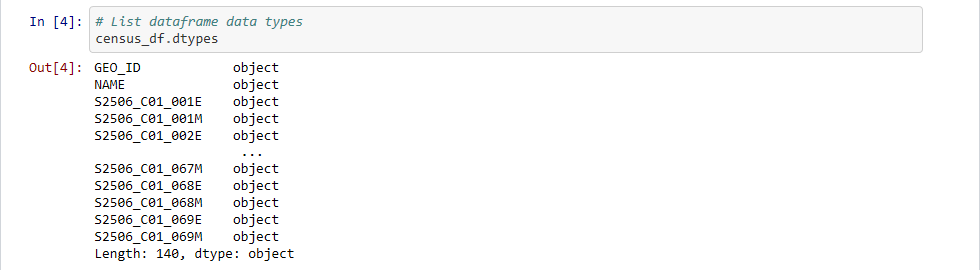 In [4]: # List dataframe data types
census_df.dtypes
Out[4]: GEO_ID object
NAME object
S2506_C01_001E object
S2506_C01_001M object
S2506_C01_002E object
...
S2506_C01_067M object
S2506_C01_068E object
S2506_C01_068M object
S2506_C01_069E object
S2506_C01_069M object
Length: 140, dtype: object